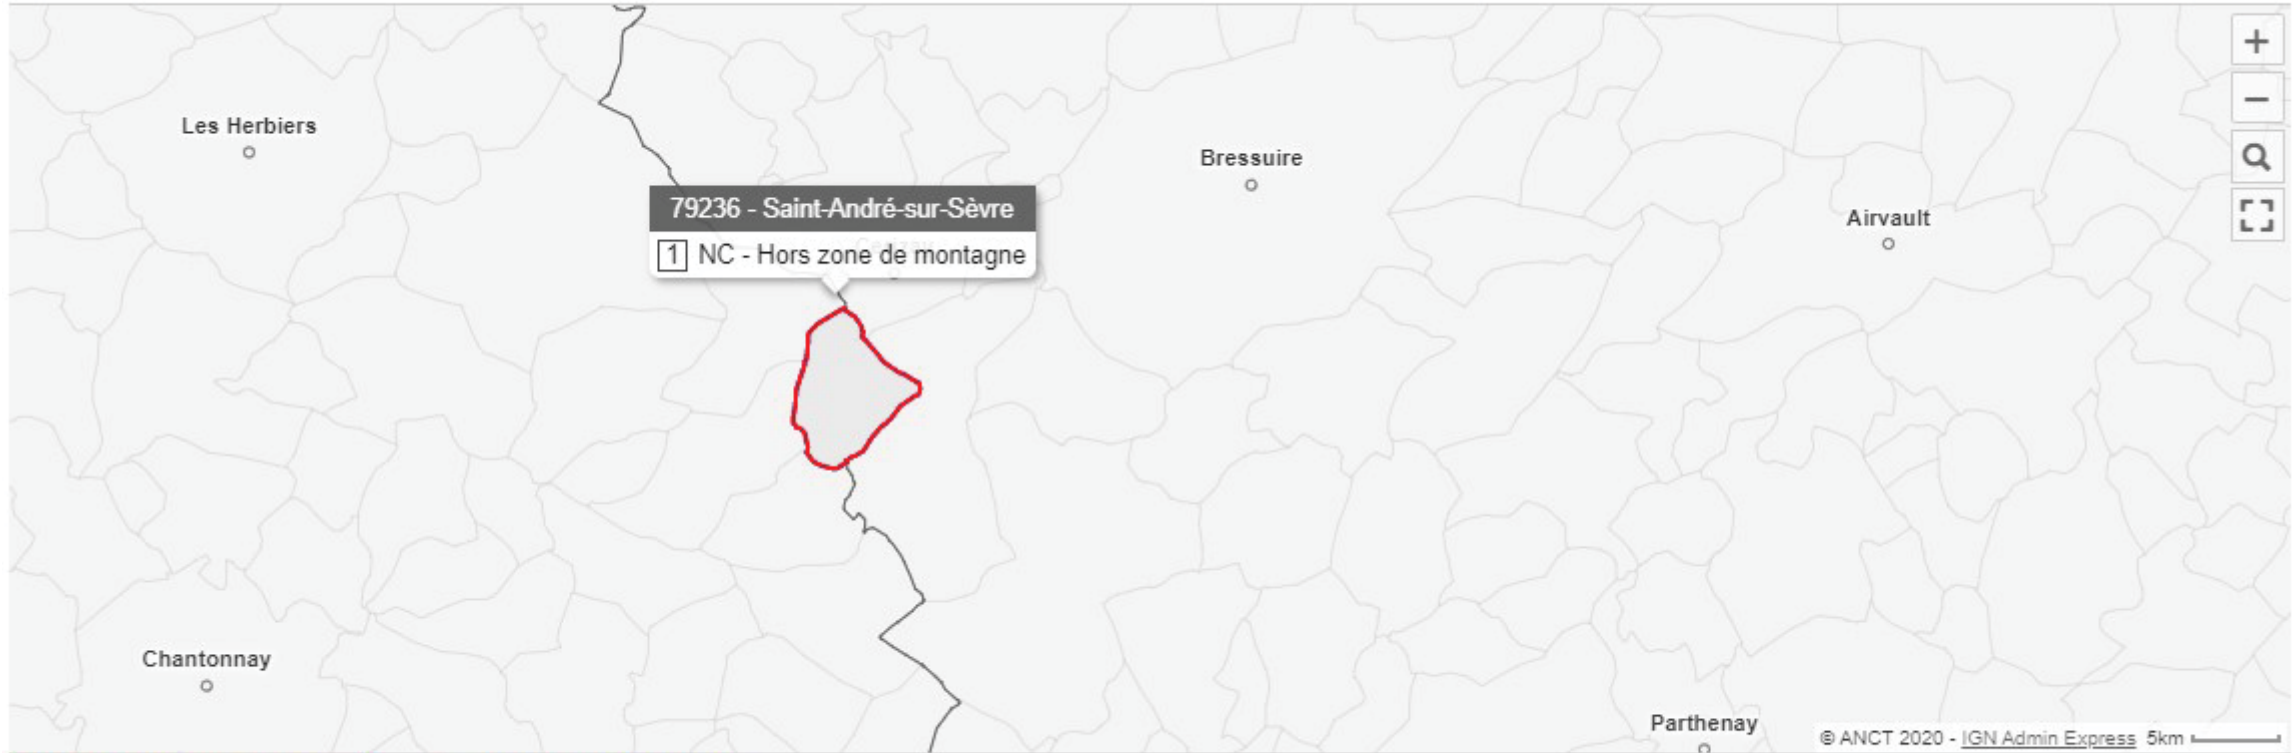 Les Herbiers
Bressuire
79236 - Saint-André-sur-Sèvre
Airvault
1 NC - Hors zone de montagne
Chantonnay
Parthenay
© ANCT 2020 - IGN Admin Express 5km